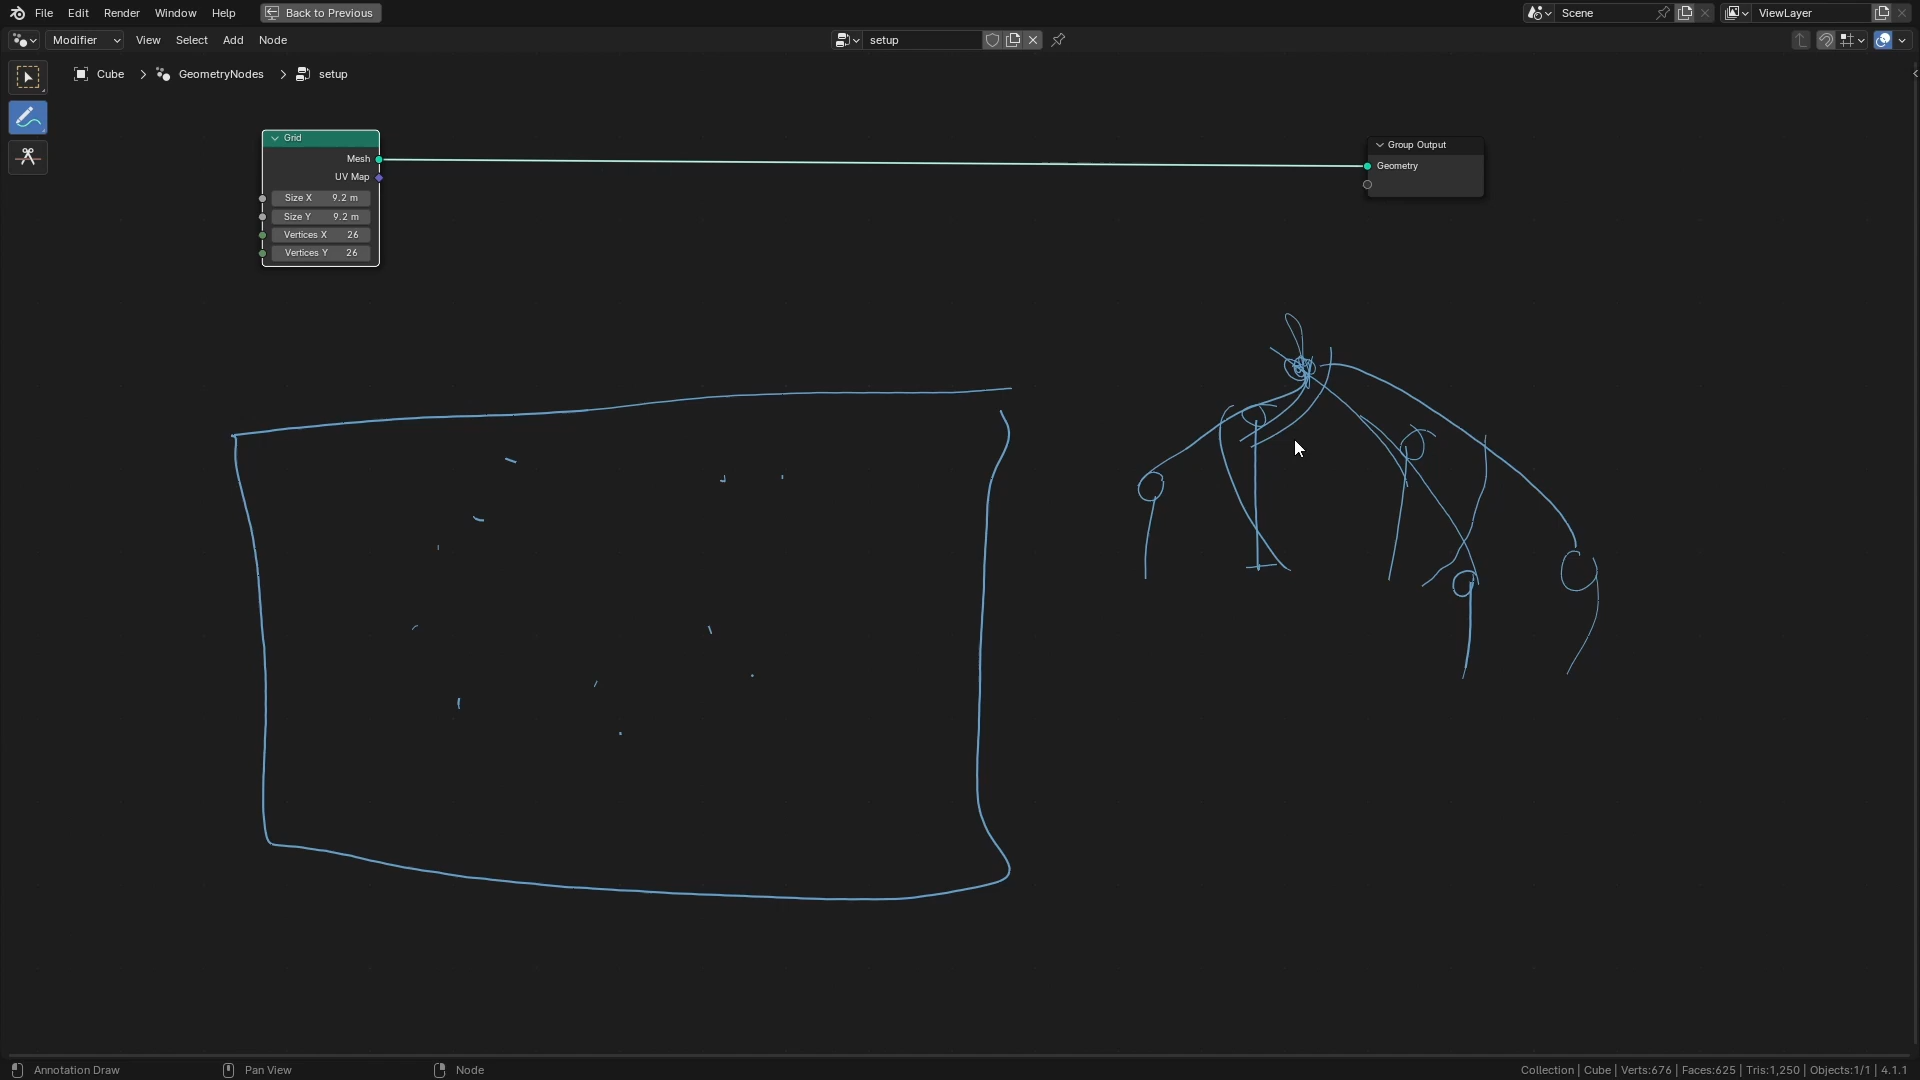 File Edit Render Window Help Back to Previous Scene ViewLayer
Modifier View Select Add Node setup
Cube GeometryNodes setup
Grid
Mesh
UV Map
Size X 9.2 m
Size Y 9.2 m
Vertices X 26
Vertices Y 26
Group Output
Geometry
Annotation Draw Pan View Node Collection | Cube | Verts:676 | Faces:625 | Tris:1,250 | Objects:1/1 | 4.1.1